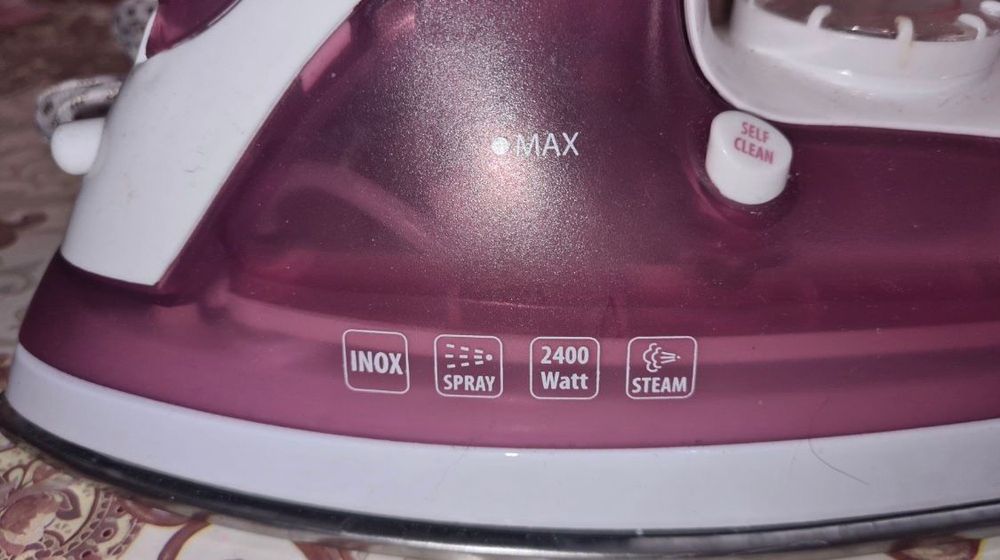 MAX
SELF
CLEAN
INOX
SPRAY
2400
Watt
STEAM